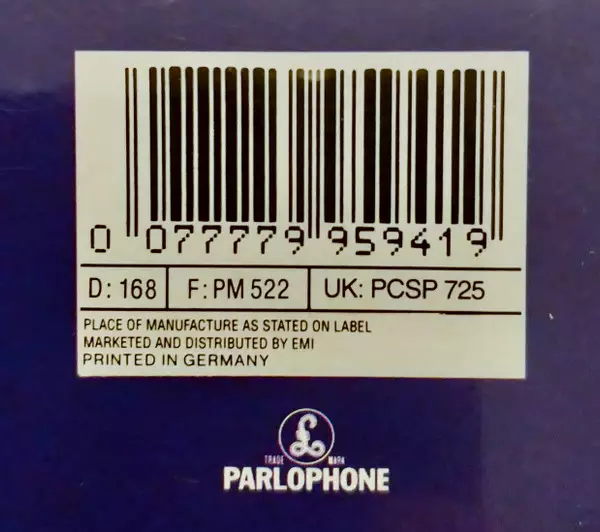 0 077779 959419
D: 168 F: PM 522 UK: PCSP 725
PLACE OF MANUFACTURE AS STATED ON LABEL
MARKETED AND DISTRIBUTED BY EMI
PRINTED IN GERMANY
£
TRADE MARK
PARLOPHONE